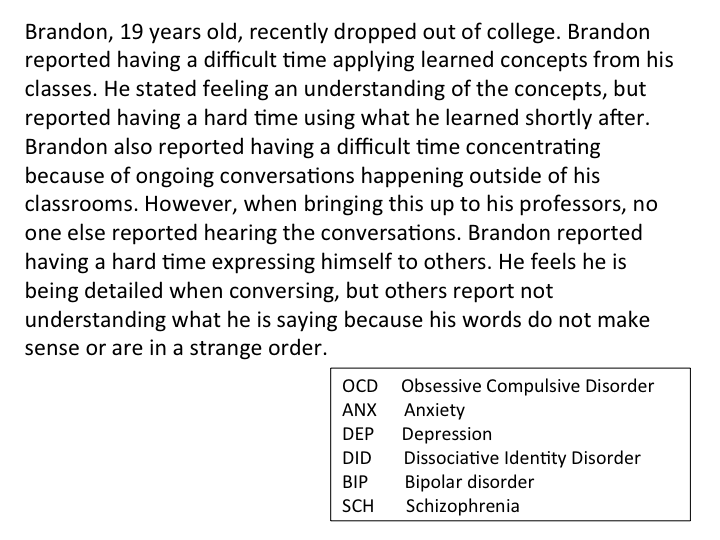 Brandon, 19 years old, recently dropped out of college. Brandon
reported having a difficult time applying learned concepts from his
classes. He stated feeling an understanding of the concepts, but
reported having a hard time using what he learned shortly after.
Brandon also reported having a difficult time concentrating
because of ongoing conversations happening outside of his
classrooms. However, when bringing this up to his professors, no
one else reported hearing the conversations. Brandon reported
having a hard time expressing himself to others. He feels he is
being detailed when conversing, but others report not
understanding what he is saying because his words do not make
sense or are in a strange order.
OCD Obsessive Compulsive Disorder
ANX Anxiety
DEP Depression
DID Dissociative Identity Disorder
BIP Bipolar disorder
SCH Schizophrenia